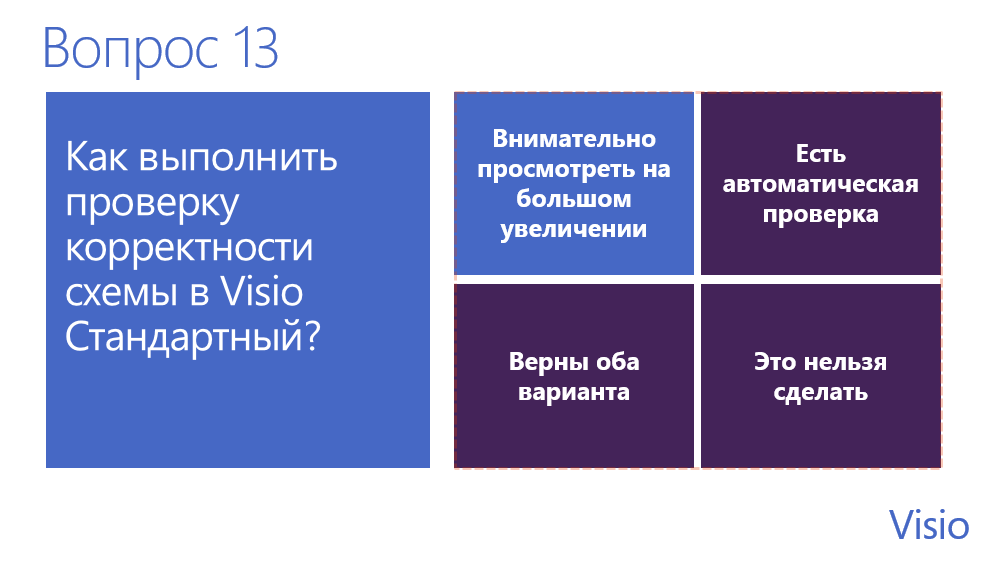 Вопрос 13
Как выполнить
проверку
корректности
схемы в Visio
Стандартный?
Внимательно
просмотреть на
большом
увеличении
Есть
автоматическая
проверка
Верны оба
варианта
Это нельзя
сделать
Visio